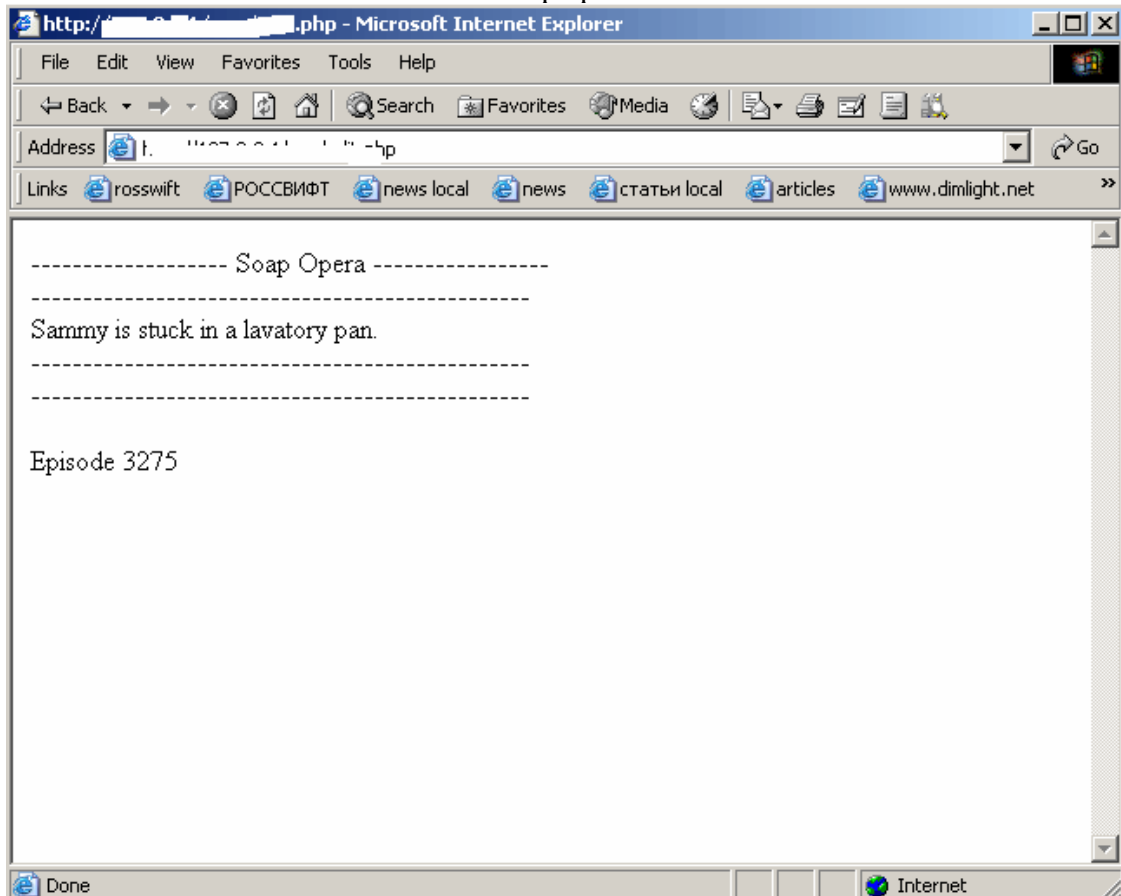 http:/ .php - Microsoft Internet Explorer
File Edit View Favorites Tools Help
Back Search Favorites Media
Address Go
Links rosswift РОССВИФТ news local news статьи local articles www.dimlight.net »
------------------- Soap Opera -----------------
------------------------------------------------
Sammy is stuck in a lavatory pan.
------------------------------------------------
------------------------------------------------
Episode 3275
Done Internet